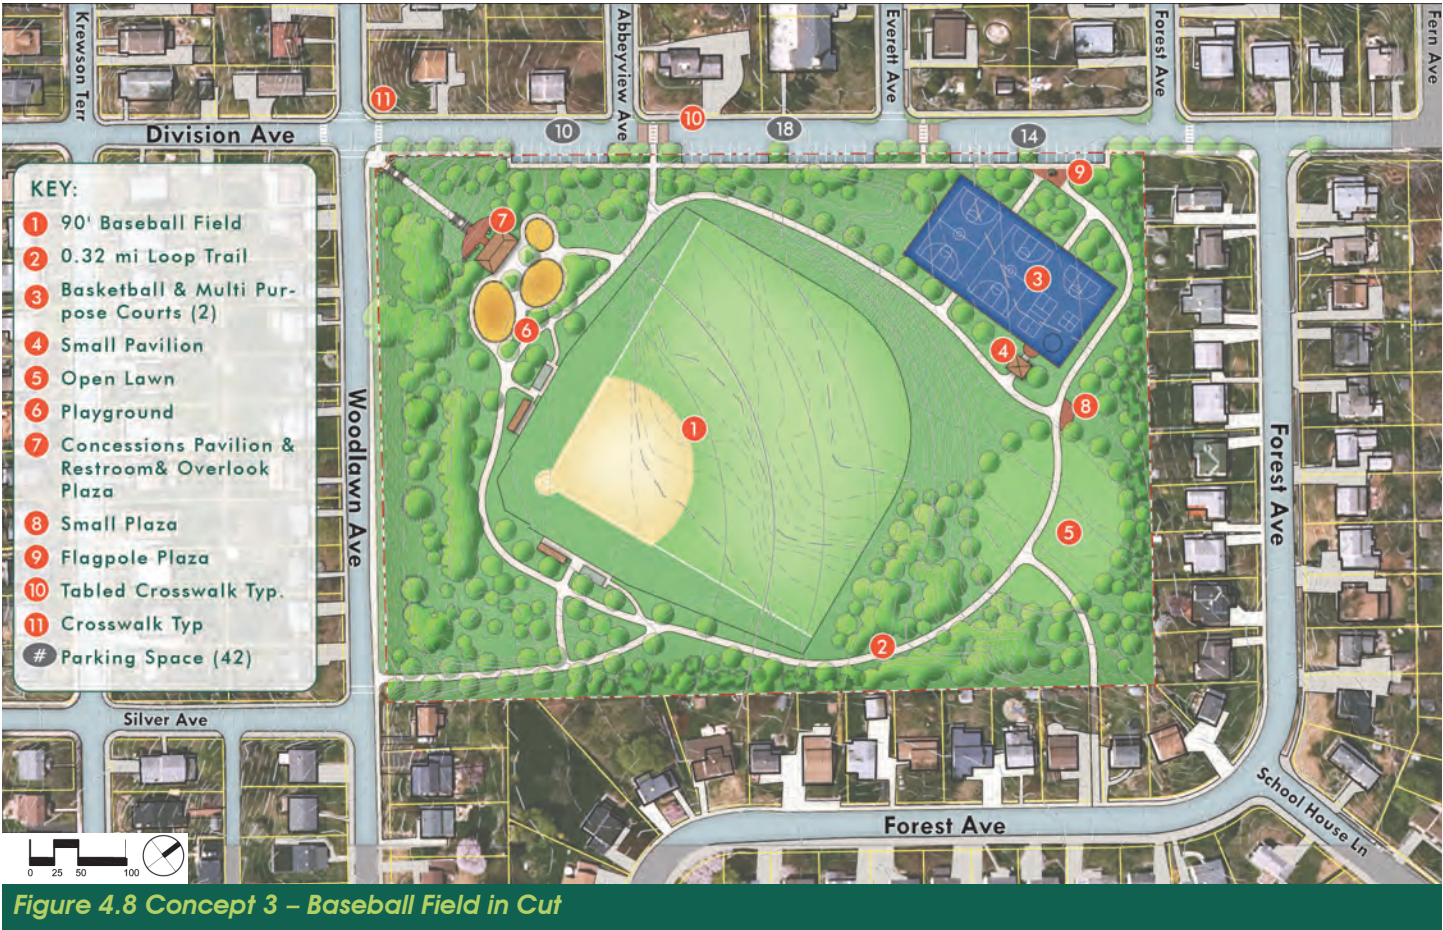 Krewson Terr
Abbeyview Ave
Everett Ave
Forest Ave
Fern Ave
11
10
Division Ave
10
18
14
9
KEY:
1 90' Baseball Field
2 0.32 mi Loop Trail
3 Basketball & Multi Pur-
pose Courts (2)
4 Small Pavilion
5 Open Lawn
6 Playground
7 Concessions Pavilion &
Restroom& Overlook
Plaza
8 Small Plaza
9 Flagpole Plaza
10 Tabled Crosswalk Typ.
11 Crosswalk Typ
# Parking Space (42)
7
3
6
4
8
1
5
2
Woodlawn Ave
Forest Ave
Silver Ave
School House Ln
Forest Ave
0 25 50 100
Figure 4.8 Concept 3 – Baseball Field in Cut